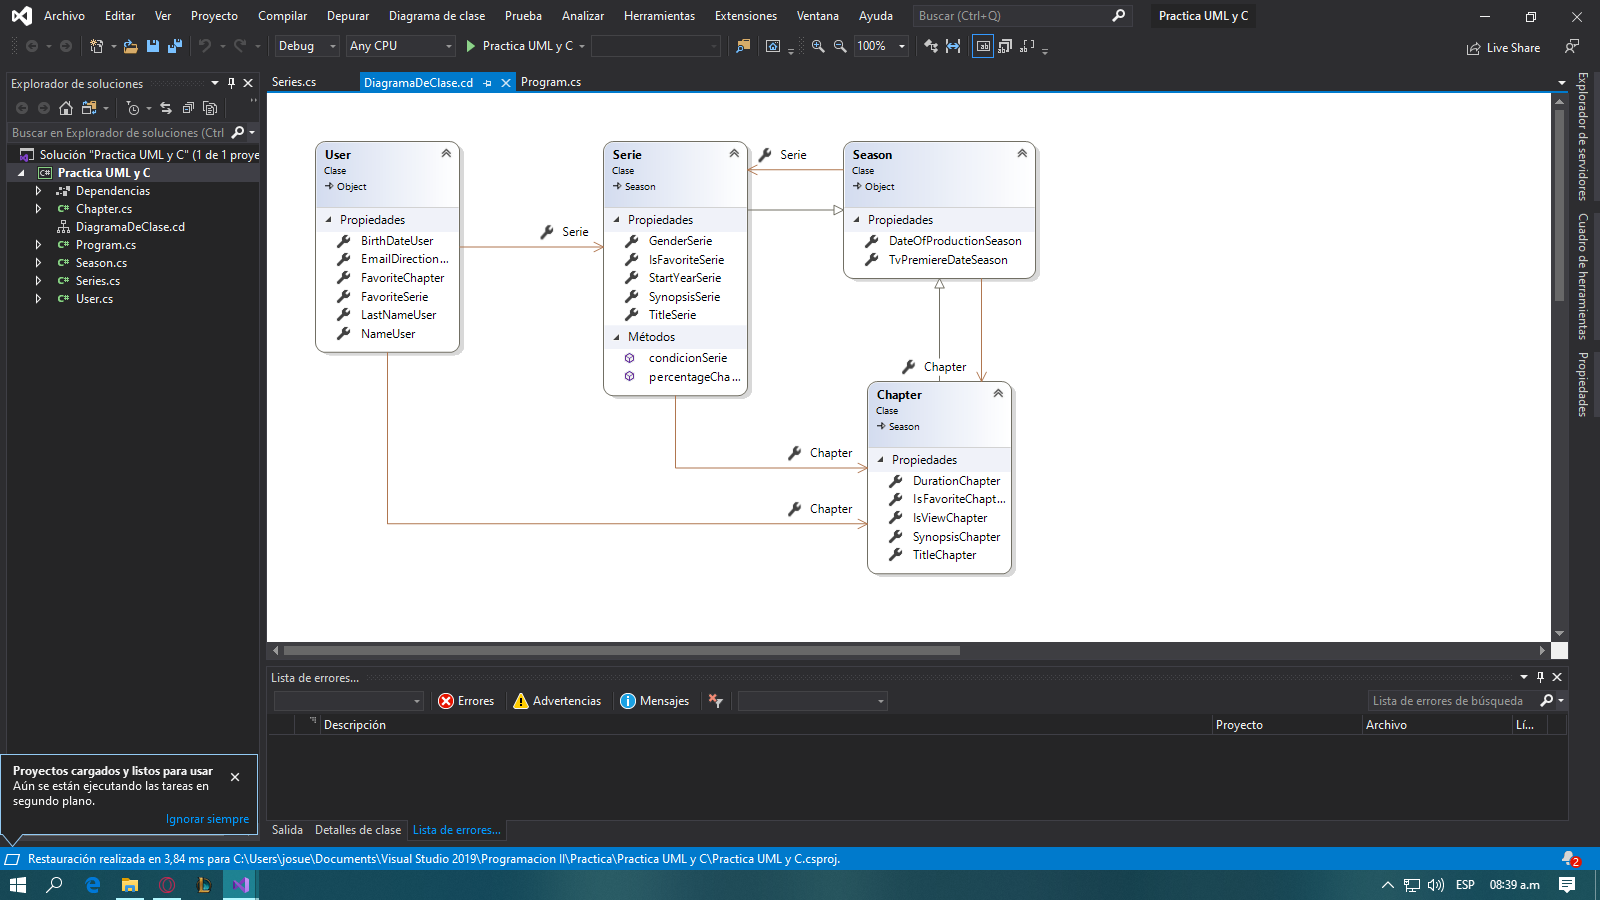 Archivo Editar Ver Proyecto Compilar Depurar Diagrama de clase Prueba Analizar Herramientas Extensiones Ventana Ayuda Buscar (Ctrl+Q) Practica UML y C
Debug Any CPU Practica UML y C 100% Live Share
Explorador de soluciones
Buscar en Explorador de soluciones (Ctrl
Solución "Practica UML y C" (1 de 1 proye
Practica UML y C
Dependencias
Chapter.cs
DiagramaDeClase.cd
Program.cs
Season.cs
Series.cs
User.cs
Series.cs DiagramaDeClase.cd Program.cs
User
Clase
Object
Propiedades
BirthDateUser
EmailDirection...
FavoriteChapter
FavoriteSerie
LastNameUser
NameUser
Serie
Serie
Clase
Season
Propiedades
GenderSerie
IsFavoriteSerie
StartYearSerie
SynopsisSerie
TitleSerie
Métodos
condicionSerie
percentageCha...
Serie
Season
Clase
Object
Propiedades
DateOfProductionSeason
TvPremiereDateSeason
Chapter
Chapter
Clase
Season
Propiedades
DurationChapter
IsFavoriteChapt...
IsViewChapter
SynopsisChapter
TitleChapter
Chapter
Chapter
Explorador de servidores
Cuadro de herramientas
Propiedades
Lista de errores...
Errores Advertencias Mensajes Lista de errores de búsqueda
Descripción Proyecto Archivo Lí...
Proyectos cargados y listos para usar
Aún se están ejecutando las tareas en
segundo plano.
Ignorar siempre
Salida Detalles de clase Lista de errores...
Restauración realizada en 3,84 ms para C:\Users\josue\Documents\Visual Studio 2019\Programacion II\Practica\Practica UML y C\Practica UML y C.csproj.
2
ESP 08:39 a.m